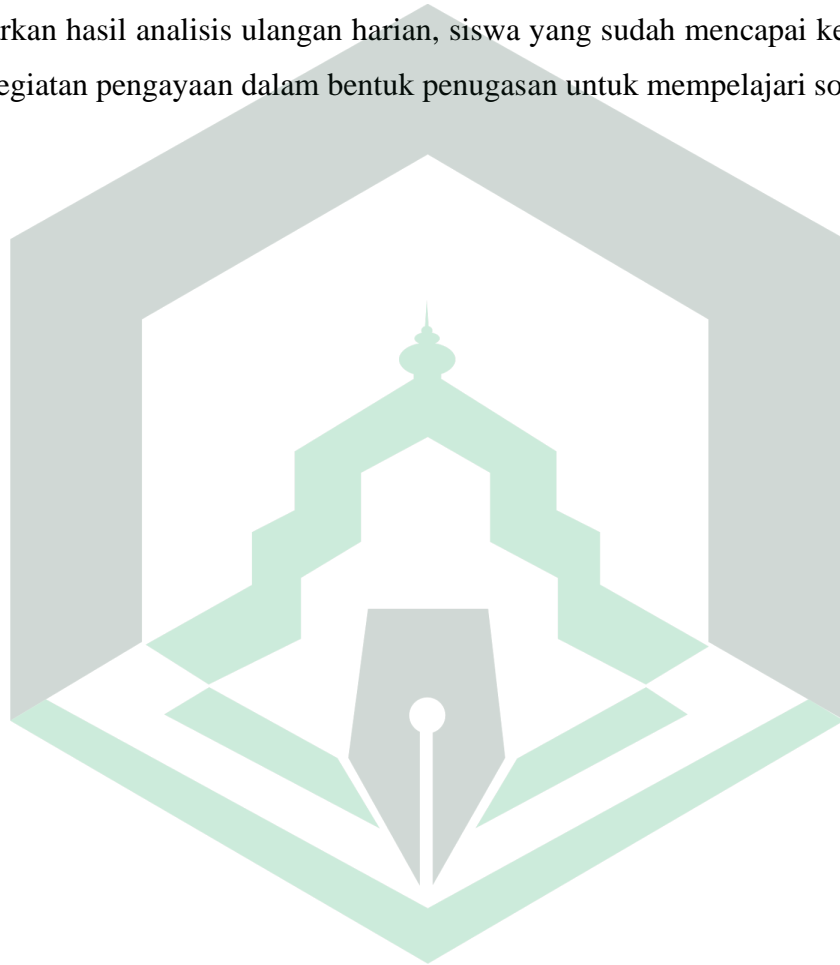 rkan hasil analisis ulangan harian, siswa yang sudah mencapai ke
egiatan pengayaan dalam bentuk penugasan untuk mempelajari so